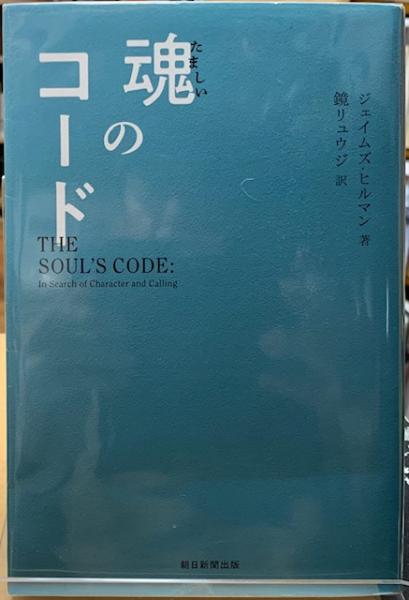 魂の
たましい
コード
THE
SOUL'S CODE:
In Search of Character and Calling
ジェイムズ・ヒルマン 著
鏡リュウジ 訳
朝日新聞出版